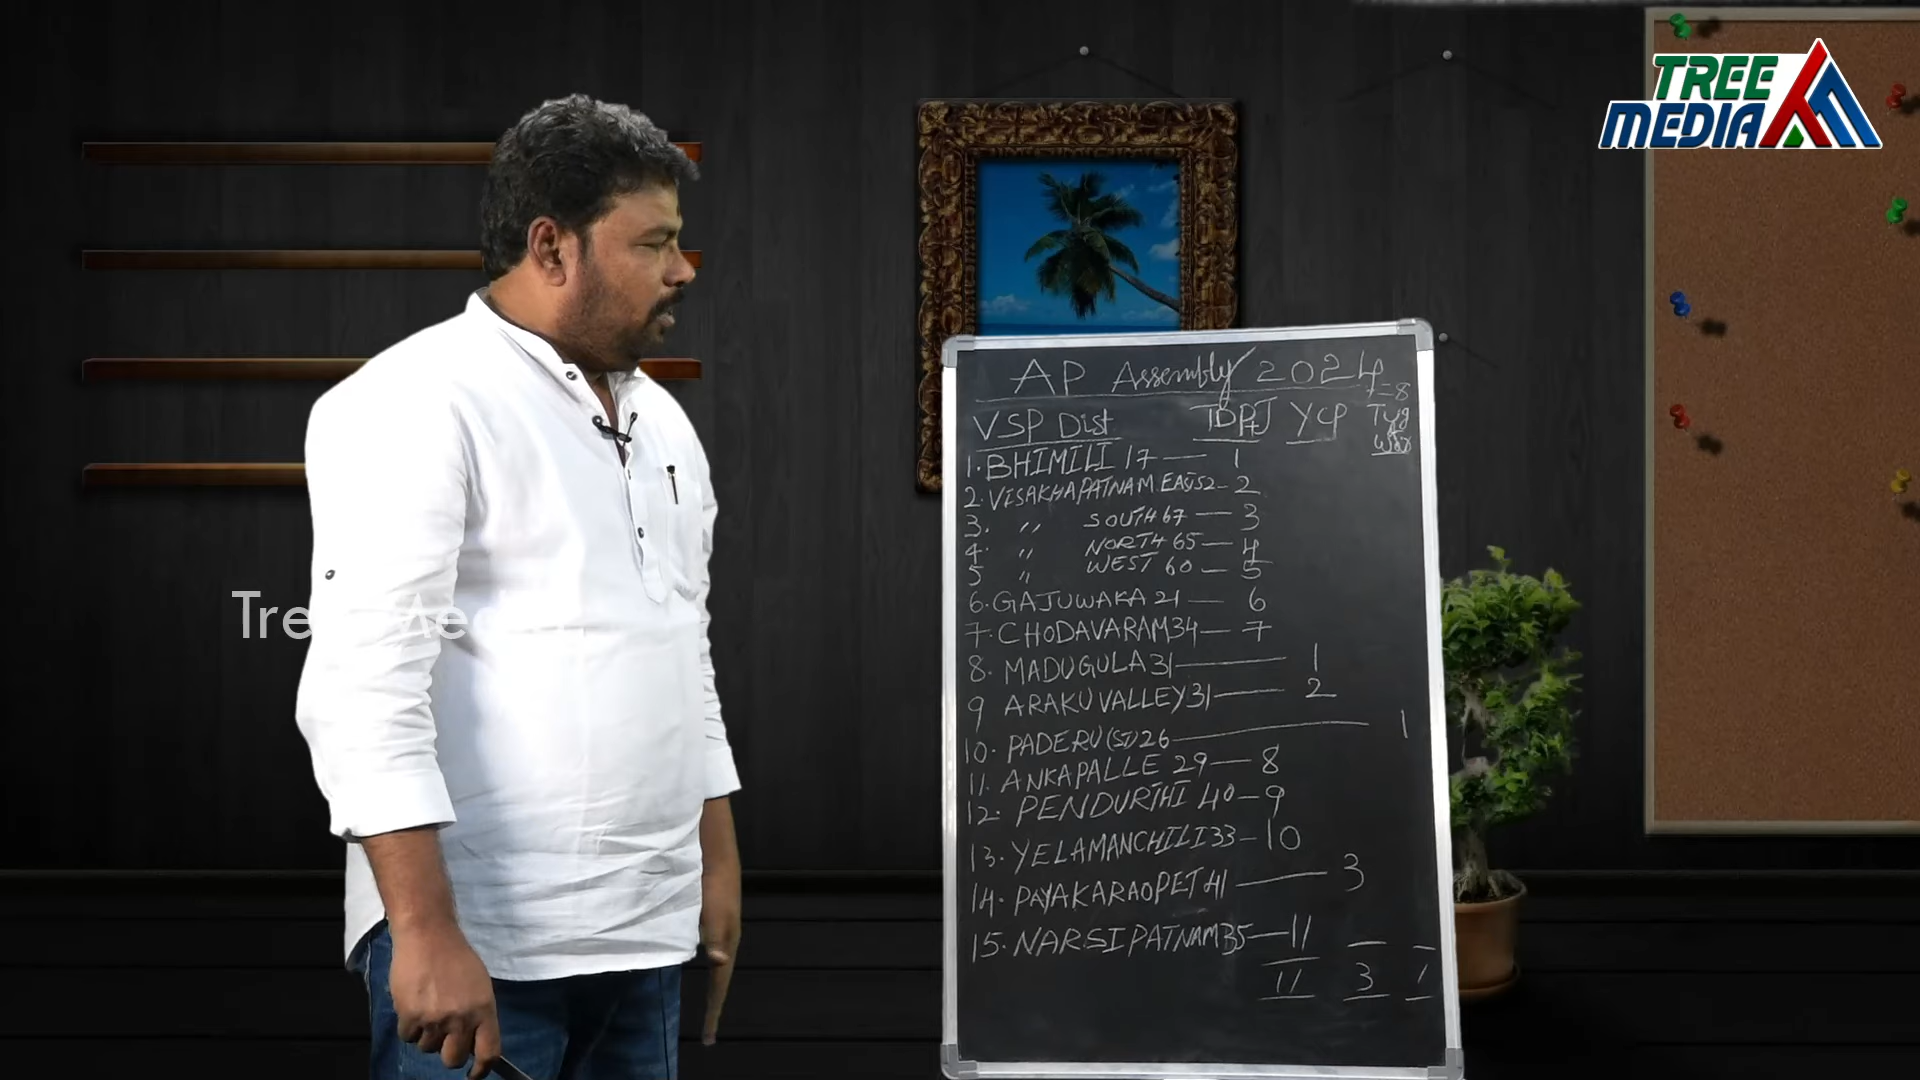 TREE
MEDIA
AP Assembly 2024
VSP Dist TDP+J YCP Tug
1. BHIMILI 17 — 1
2. VISAKHAPATNAM EAST 52 - 2
3. 〃 SOUTH 67 — 3
4. 〃 NORTH 65 — 4
5 〃 WEST 60 — 5
6. GAJUWAKA 21 — 6
7. CHODAVARAM 34 — 7
8. MADUGULA 31 — 1
9 ARAKU VALLEY 31 — 2
10. PADERU (ST) 26 — 1
11. ANKAPALLE 29 — 8
12. PENDURTHI 40 — 9
13. YELAMANCHILI 33 — 10
14. PAYAKARAOPET 41 — 3
15. NARSIPATNAM 35 — 11
11 3 1
Tree Media